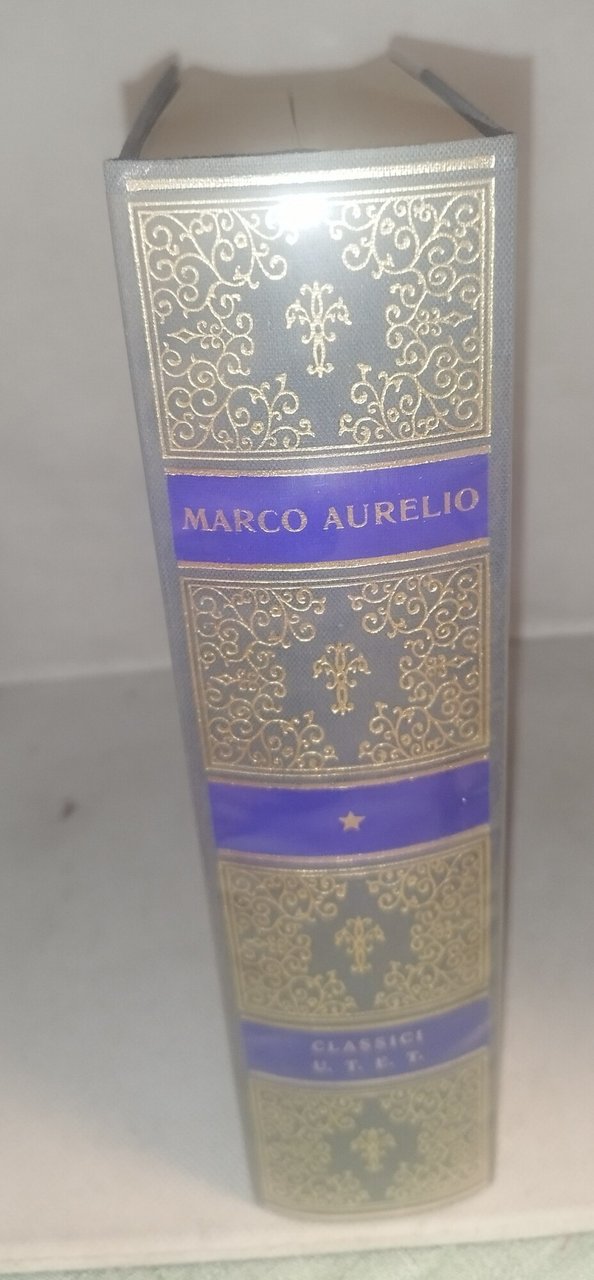 MARCO AURELIO
CLASSICI
U. T. E. T.